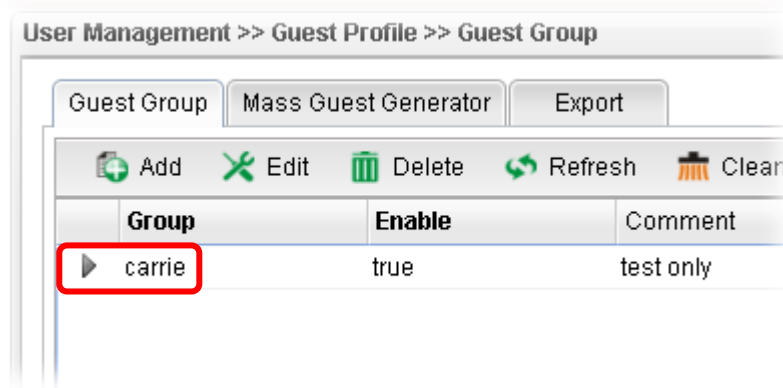 User Management >> Guest Profile >> Guest Group
Guest Group Mass Guest Generator Export
Add Edit Delete Refresh Clear
Group Enable Comment
carrie true test only